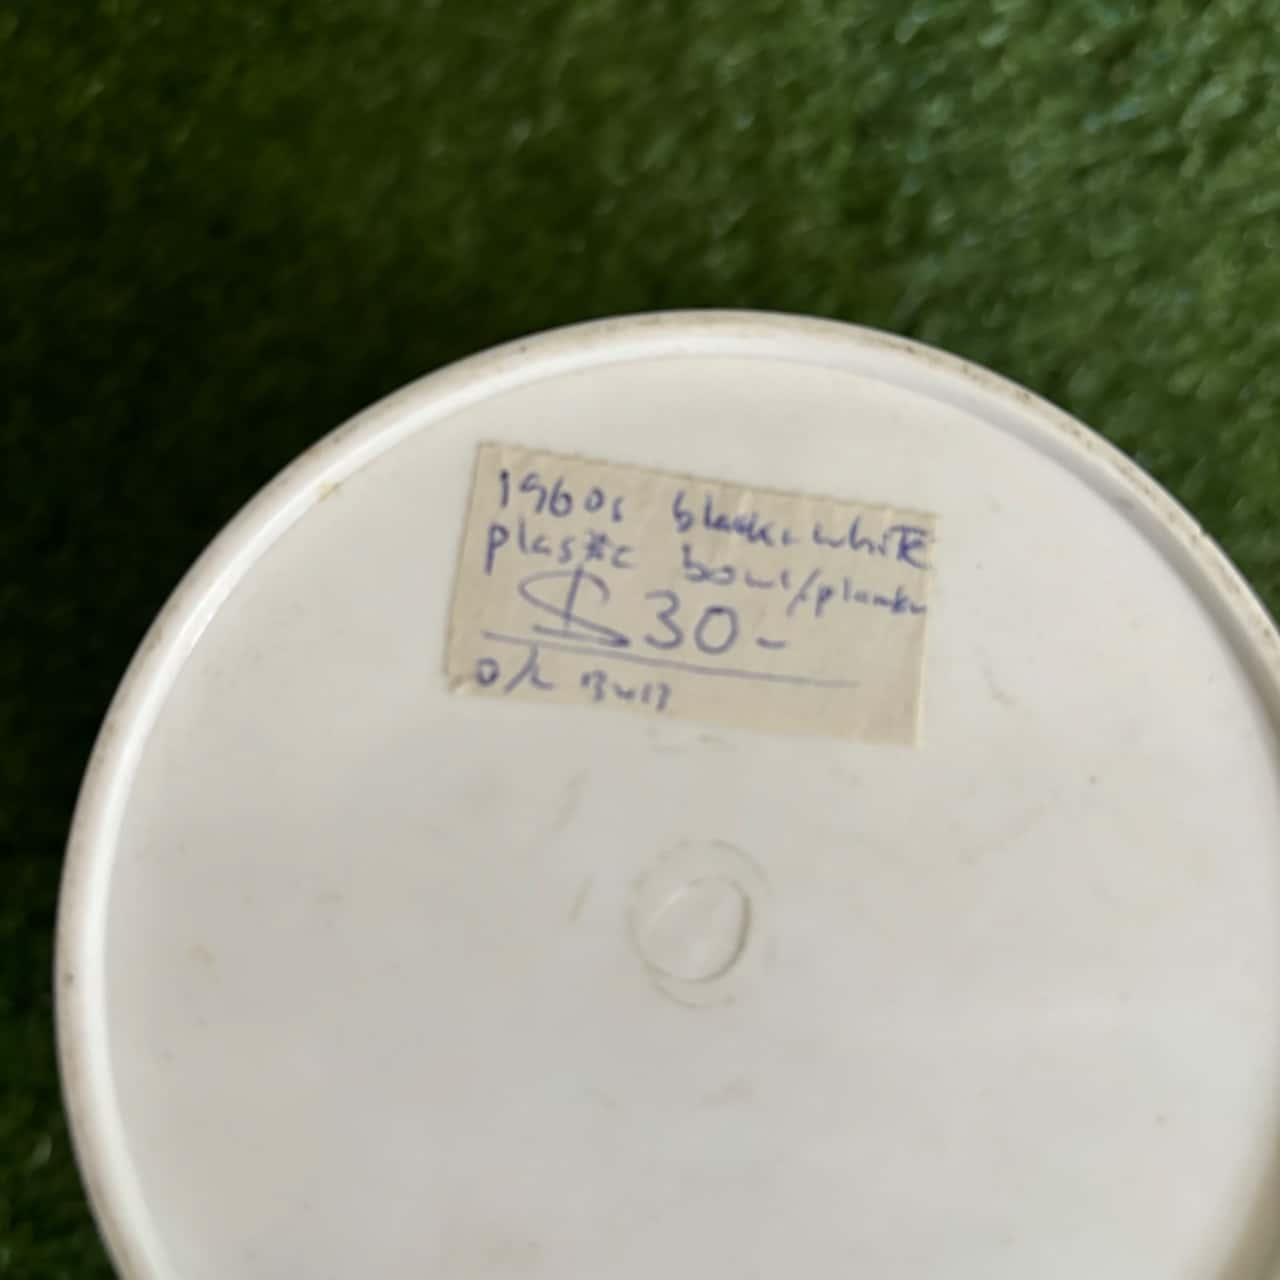 1960s black & white
plastic bowl/planter
$30-